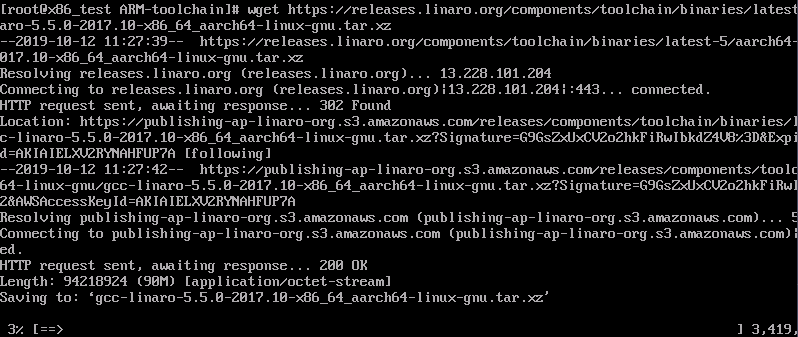 [root@x86_test ARM-toolchain]# wget https://releases.linaro.org/components/toolchain/binaries/latest
aro-5.5.0-2017.10-x86_64_aarch64-linux-gnu.tar.xz
--2019-10-12 11:27:39--  https://releases.linaro.org/components/toolchain/binaries/latest-5/aarch64-
017.10-x86_64_aarch64-linux-gnu.tar.xz
Resolving releases.linaro.org (releases.linaro.org)... 13.228.101.204
Connecting to releases.linaro.org (releases.linaro.org)|13.228.101.204|:443... connected.
HTTP request sent, awaiting response... 302 Found
Location: https://publishing-ap-linaro-org.s3.amazonaws.com/releases/components/toolchain/binaries/l
c-linaro-5.5.0-2017.10-x86_64_aarch64-linux-gnu.tar.xz?Signature=G9GsZxUxCV2o2hkFiRwIbkdZ4V8%3D&Expi
d=AKIAIELXV2RYNAHFUP7A [following]
--2019-10-12 11:27:42--  https://publishing-ap-linaro-org.s3.amazonaws.com/releases/components/toolc
64-linux-gnu/gcc-linaro-5.5.0-2017.10-x86_64_aarch64-linux-gnu.tar.xz?Signature=G9GsZxUxCV2o2hkFiRwI
2&AWSAccessKeyId=AKIAIELXV2RYNAHFUP7A
Resolving publishing-ap-linaro-org.s3.amazonaws.com (publishing-ap-linaro-org.s3.amazonaws.com)... 5
Connecting to publishing-ap-linaro-org.s3.amazonaws.com (publishing-ap-linaro-org.s3.amazonaws.com)|
ed.
HTTP request sent, awaiting response... 200 OK
Length: 94218924 (90M) [application/octet-stream]
Saving to: ‘gcc-linaro-5.5.0-2017.10-x86_64_aarch64-linux-gnu.tar.xz’
3% [==> ] 3,419,